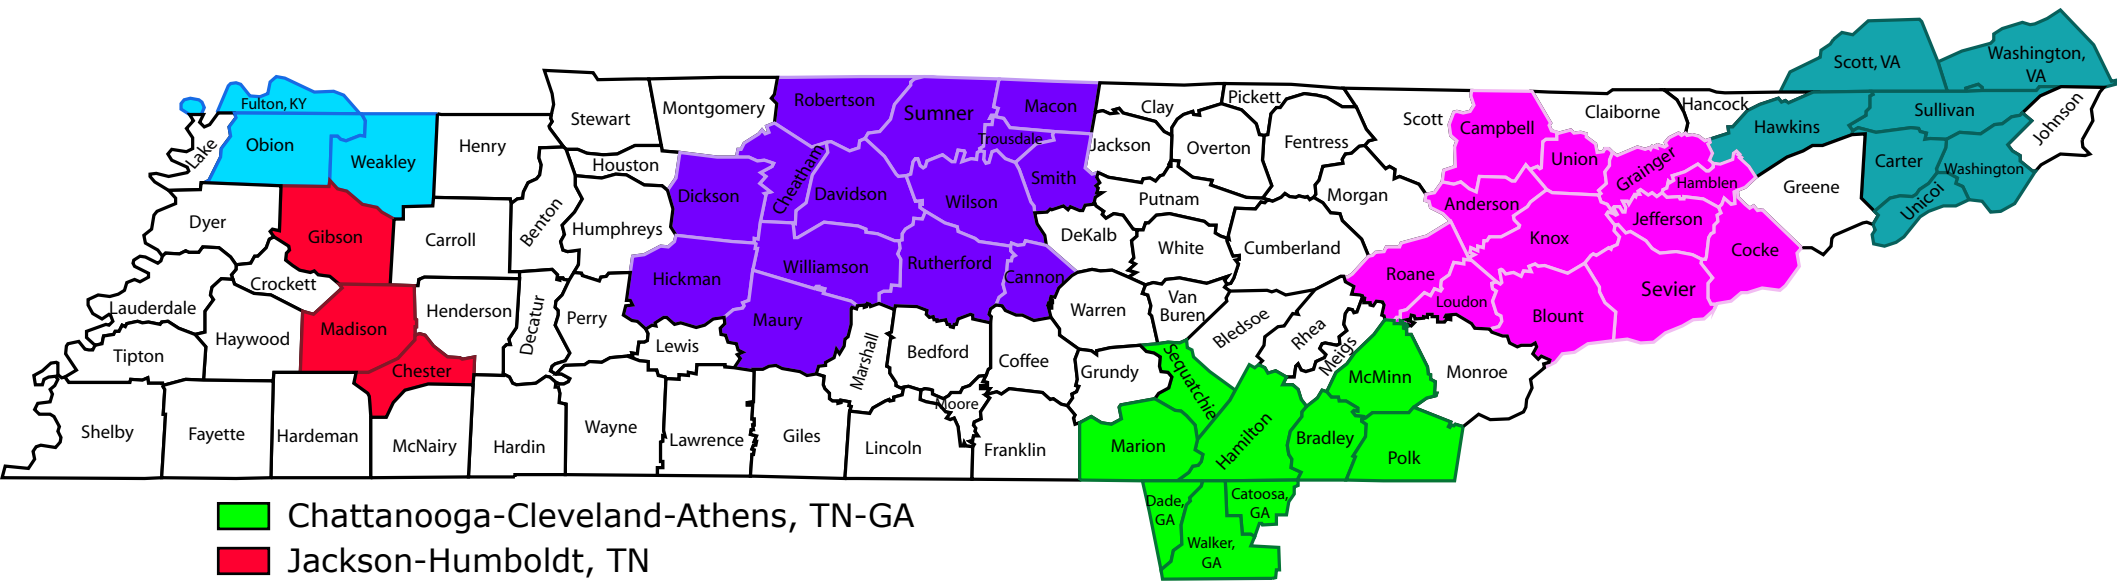 Fulton, KY
Obion
Weakley
Lake
Henry
Stewart
Montgomery
Houston
Robertson
Sumner
Macon
Trousdale
Clay
Pickett
Jackson
Overton
Fentress
Scott
Campbell
Claiborne
Hancock
Scott, VA
Washington,
VA
Sullivan
Hawkins
Johnson
Carter
Washington
Unicoi
Greene
Union
Grainger
Hamblen
Jefferson
Cocke
Sevier
Knox
Anderson
Morgan
Roane
Loudon
Blount
Dyer
Gibson
Carroll
Benton
Humphreys
Dickson
Cheatham
Davidson
Wilson
Smith
Putnam
DeKalb
White
Cumberland
Crockett
Lauderdale
Haywood
Madison
Henderson
Decatur
Perry
Hickman
Williamson
Rutherford
Cannon
Maury
Lewis
Warren
Van
Buren
Bledsoe
Rhea
Meigs
McMinn
Monroe
Tipton
Chester
Marshall
Bedford
Coffee
Grundy
Sequatchie
Moore
Shelby
Fayette
Hardeman
McNairy
Hardin
Wayne
Lawrence
Giles
Lincoln
Franklin
Marion
Hamilton
Bradley
Polk
Dade,
GA
Catoosa,
GA
Walker,
GA
Chattanooga-Cleveland-Athens, TN-GA
Jackson-Humboldt, TN